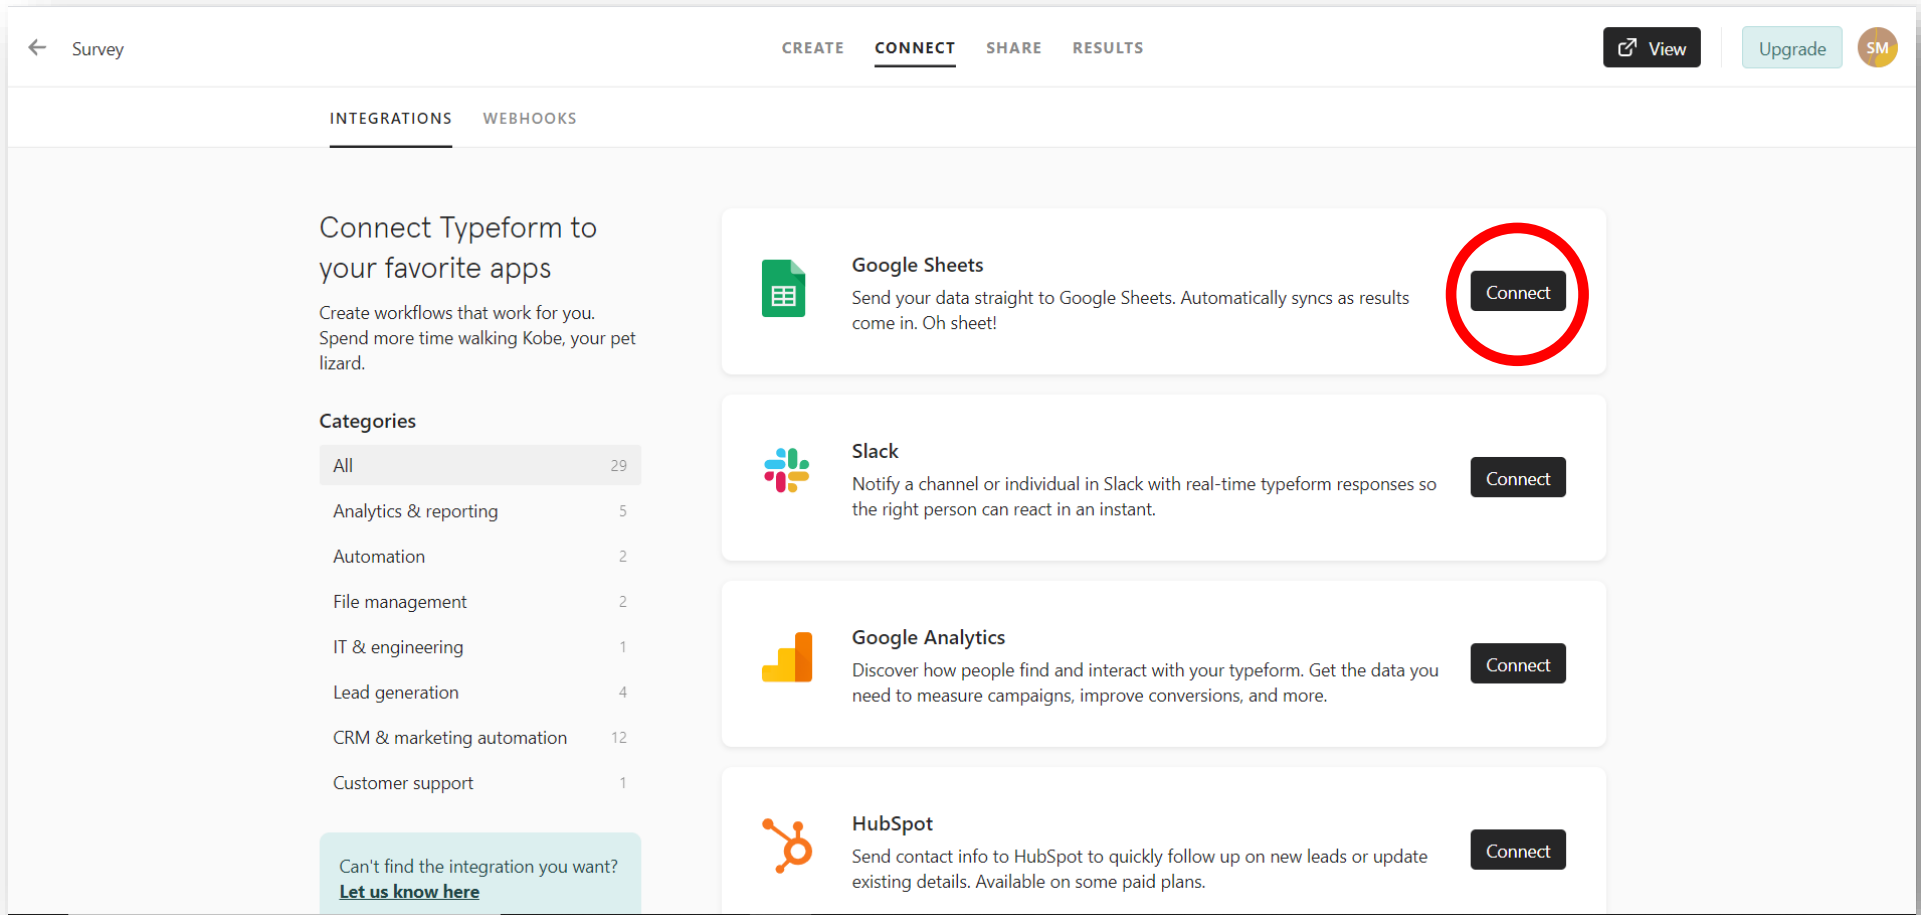 Survey
CREATE
CONNECT
SHARE
RESULTS
View
Upgrade
SM
INTEGRATIONS
WEBHOOKS
Connect Typeform to
your favorite apps
Create workflows that work for you.
Spend more time walking Kobe, your pet
lizard.
Categories
All 29
Analytics & reporting 5
Automation 2
File management 2
IT & engineering 1
Lead generation 4
CRM & marketing automation 12
Customer support 1
Can't find the integration you want?
Let us know here
Google Sheets
Send your data straight to Google Sheets. Automatically syncs as results
come in. Oh sheet!
Connect
Slack
Notify a channel or individual in Slack with real-time typeform responses so
the right person can react in an instant.
Connect
Google Analytics
Discover how people find and interact with your typeform. Get the data you
need to measure campaigns, improve conversions, and more.
Connect
HubSpot
Send contact info to HubSpot to quickly follow up on new leads or update
existing details. Available on some paid plans.
Connect